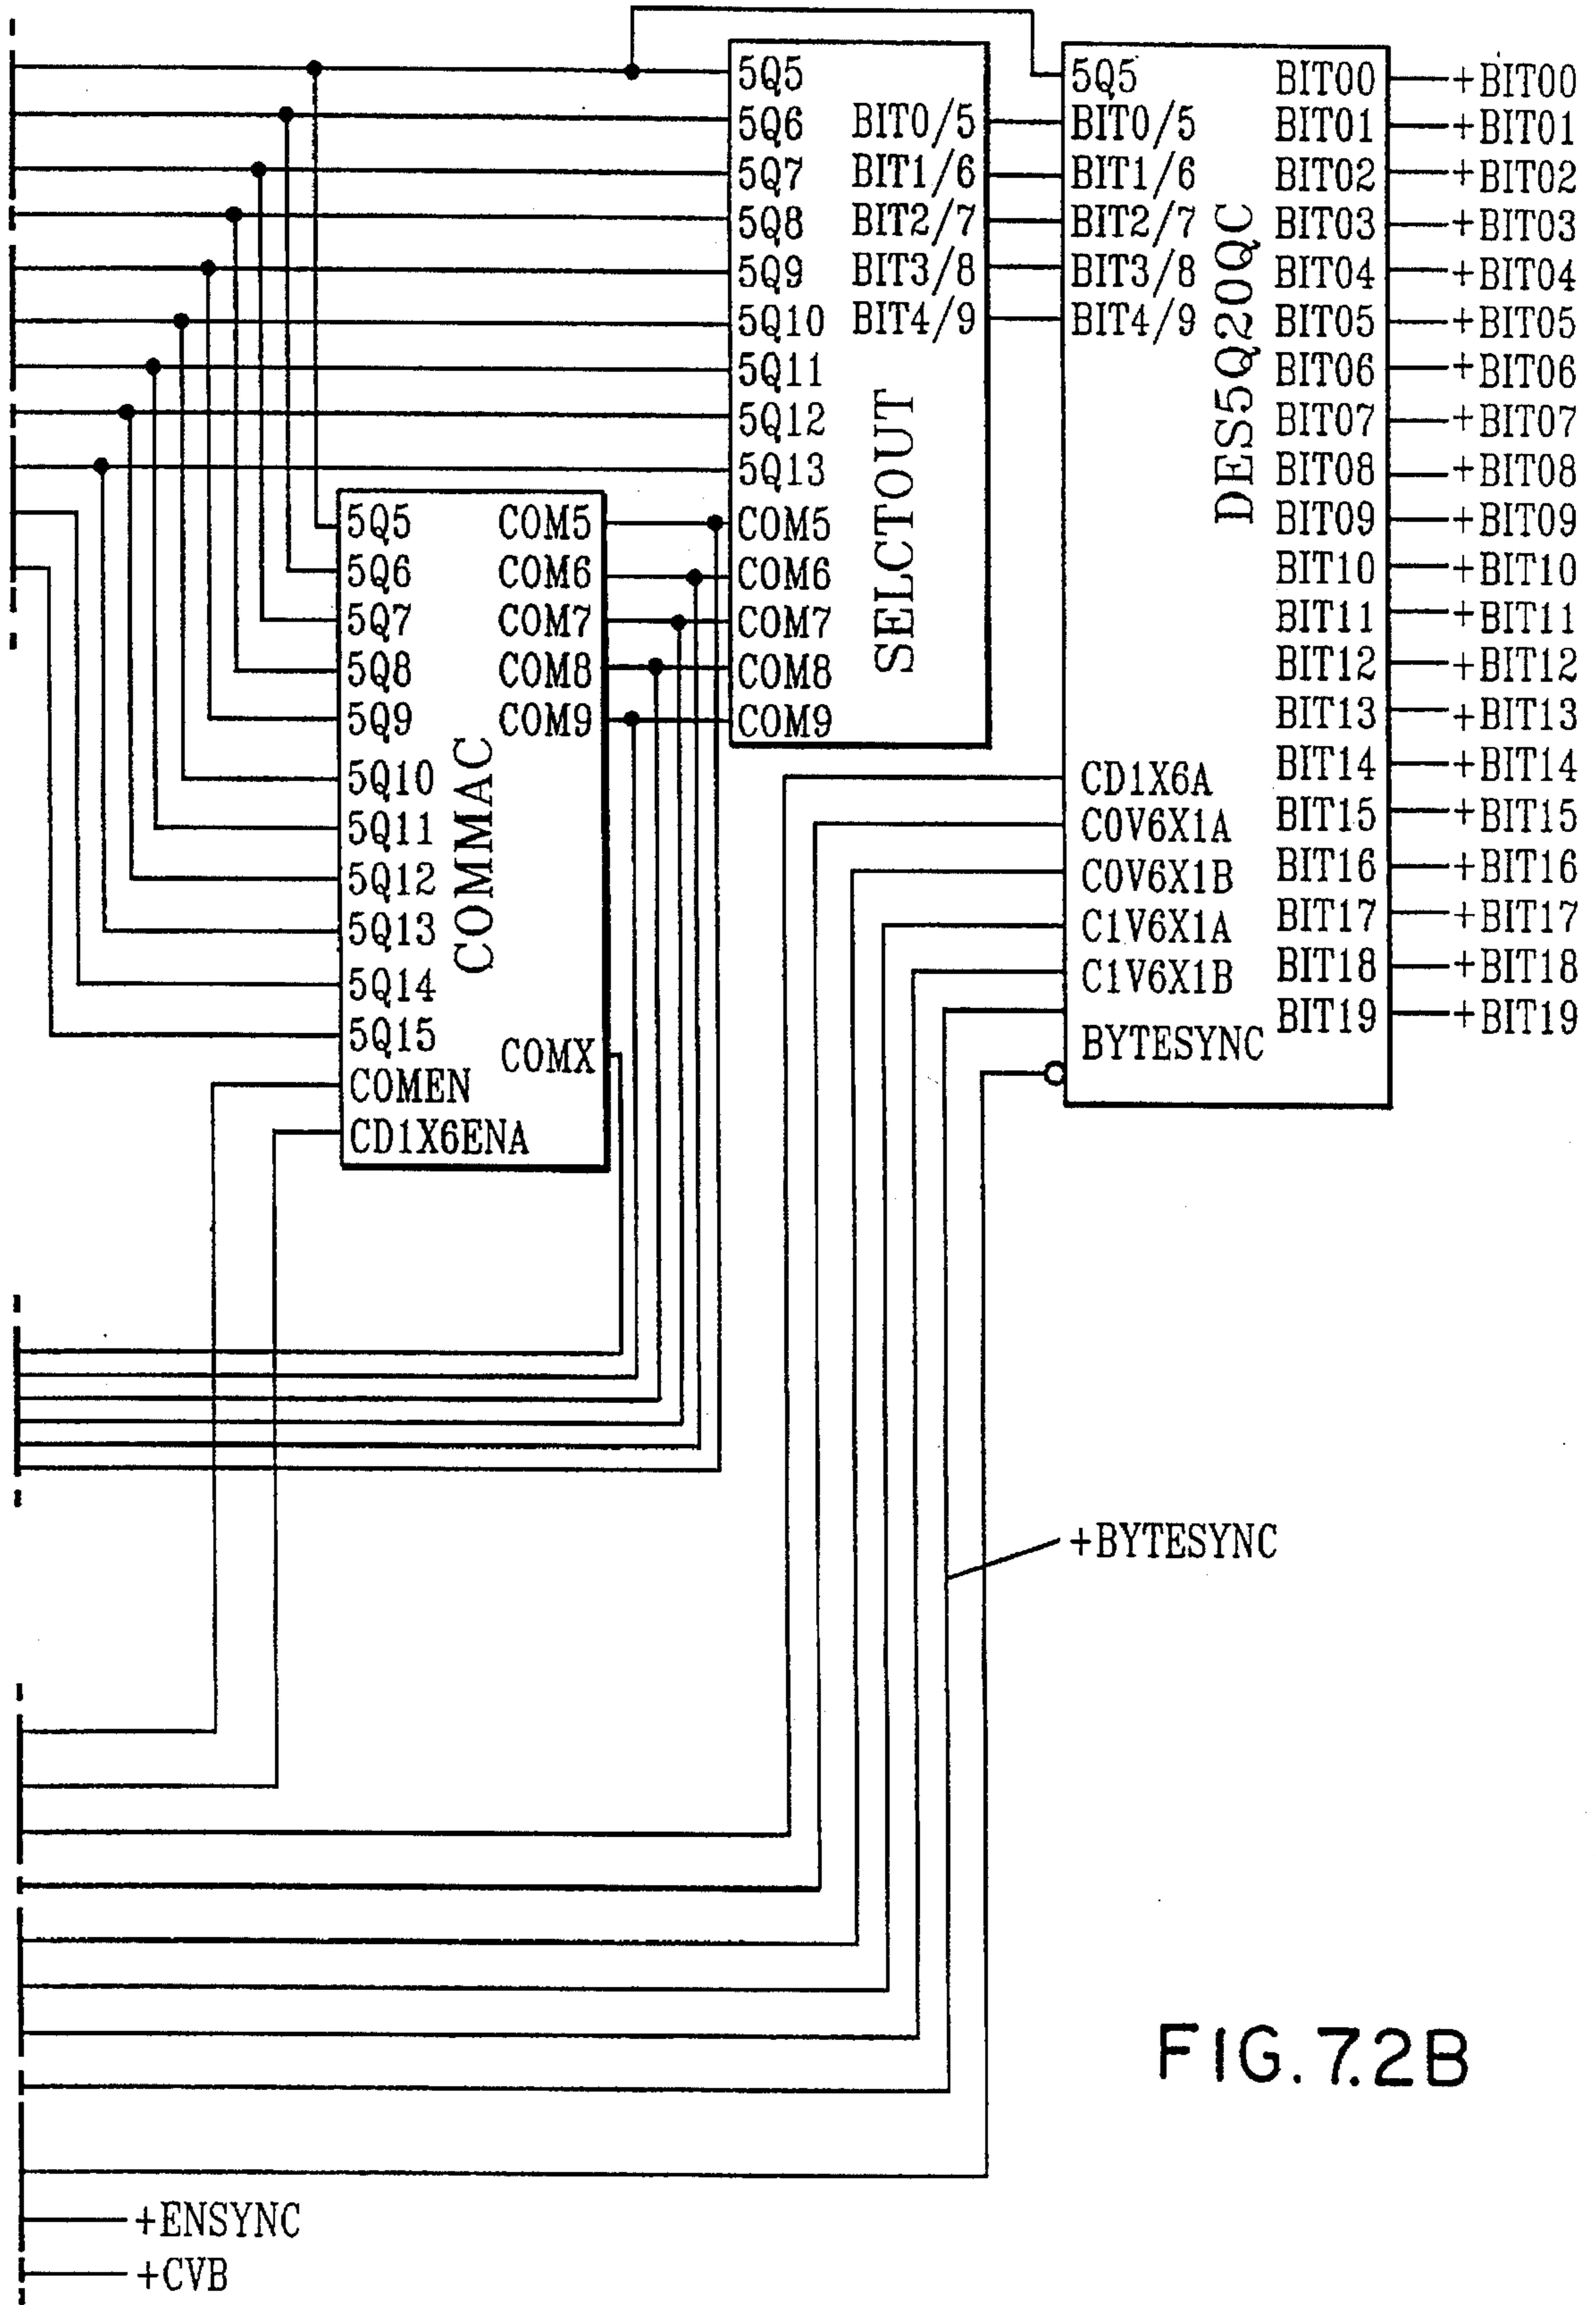 5Q5
5Q6 BIT0/5
5Q7 BIT1/6
5Q8 BIT2/7
5Q9 BIT3/8
5Q10 BIT4/9
5Q11
5Q12
5Q13
COM5
COM6
COM7
COM8
COM9
SELCTOUT
5Q5 BIT00 +BIT00
BIT0/5 BIT01 +BIT01
BIT1/6 BIT02 +BIT02
BIT2/7 BIT03 +BIT03
BIT3/8 BIT04 +BIT04
BIT4/9 BIT05 +BIT05
BIT06 +BIT06
BIT07 +BIT07
BIT08 +BIT08
BIT09 +BIT09
BIT10 +BIT10
BIT11 +BIT11
BIT12 +BIT12
BIT13 +BIT13
CD1X6A BIT14 +BIT14
C0V6X1A BIT15 +BIT15
C0V6X1B BIT16 +BIT16
C1V6X1A BIT17 +BIT17
C1V6X1B BIT18 +BIT18
BIT19 +BIT19
BYTESYNC
DES5Q20QC
5Q5 COM5
5Q6 COM6
5Q7 COM7
5Q8 COM8
5Q9 COM9
5Q10
5Q11
5Q12
5Q13
5Q14
5Q15
COMX
COMEN
CD1X6ENA
COMMAC
+BYTESYNC
+ENSYNC
+CVB
FIG. 7.2B